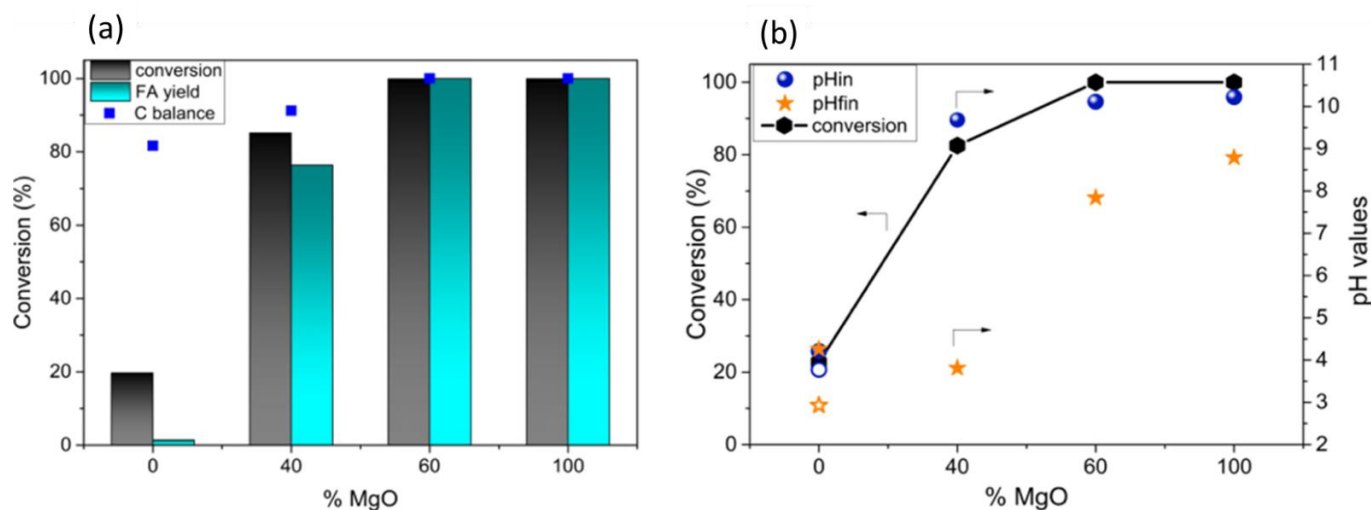 (a)
conversion
FA yield
C balance
100
80
60
40
20
0
Conversion (%)
0 40 60 100
% MgO
(b)
pHin
pHfin
conversion
100
80
60
40
20
0
Conversion (%)
11
10
9
8
7
6
5
4
3
2
pH values
0 40 60 100
% MgO